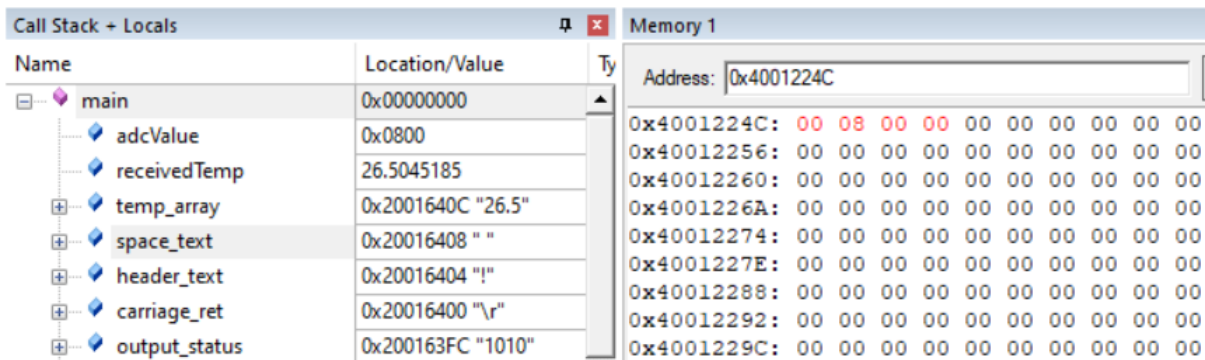 Call Stack + Locals
Name Location/Value Ty
main 0x00000000
adcValue 0x0800
receivedTemp 26.5045185
temp_array 0x2001640C "26.5"
space_text 0x20016408 " "
header_text 0x20016404 "!"
carriage_ret 0x20016400 "\r"
output_status 0x200163FC "1010"
Memory 1
Address: 0x4001224C
0x4001224C: 00 08 00 00 00 00 00 00 00 00
0x40012256: 00 00 00 00 00 00 00 00 00 00
0x40012260: 00 00 00 00 00 00 00 00 00 00
0x4001226A: 00 00 00 00 00 00 00 00 00 00
0x40012274: 00 00 00 00 00 00 00 00 00 00
0x4001227E: 00 00 00 00 00 00 00 00 00 00
0x40012288: 00 00 00 00 00 00 00 00 00 00
0x40012292: 00 00 00 00 00 00 00 00 00 00
0x4001229C: 00 00 00 00 00 00 00 00 00 00